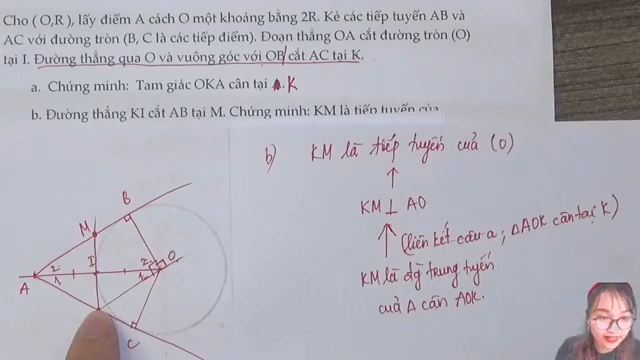 Cho (O,R ), lấy điểm A cách O một khoảng bằng 2R. Kẻ các tiếp tuyến AB và
AC với đường tròn (B, C là các tiếp điểm). Đoạn thẳng OA cắt đường tròn (O)
tại I. Đường thẳng qua O và vuông góc với OB cắt AC tại K.
a. Chứng minh: Tam giác OKA cân tại A. K
b. Đường thẳng KI cắt AB tại M. Chứng minh: KM là tiếp tuyến của
b) KM là tiếp tuyến của (O)
KM ⊥ AO
(liên kết câu a, ΔAOK cân tại K)
KM là đg trung tuyến
của Δ cân AOK.
B
M
2 I 2 O
A 1 1
C